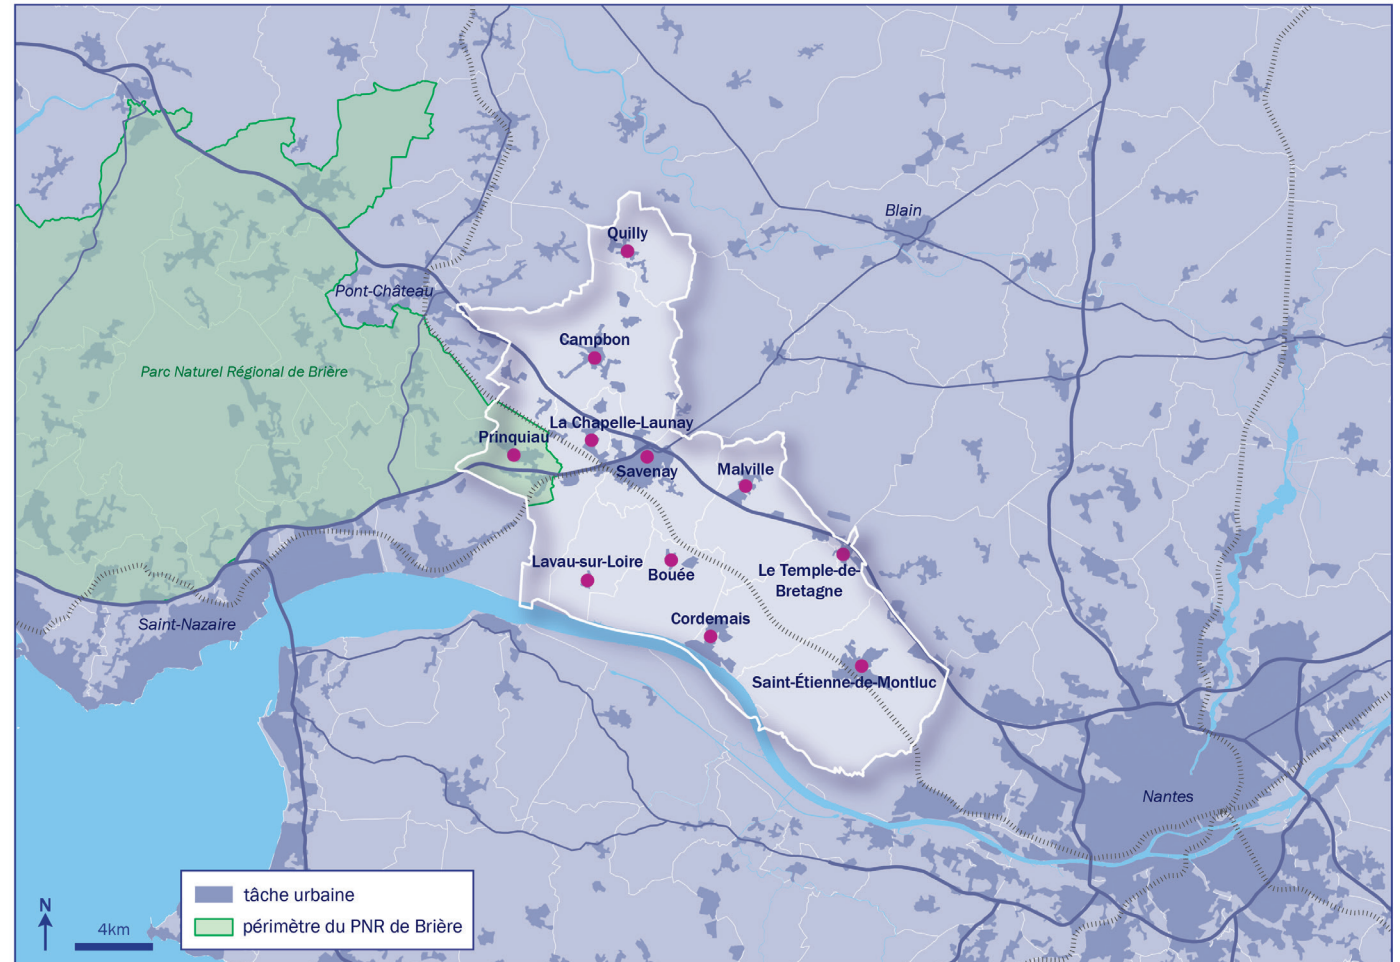 Blain
Quilly
Pont-Château
Campbon
Parc Naturel Régional de Brière
La Chapelle-Launay
Prinquiau
Savenay
Malville
Lavau-sur-Loire
Bouée
Le Temple-de-
Bretagne
Cordemais
Saint-Nazaire
Saint-Étienne-de-Montluc
Nantes
tâche urbaine
périmètre du PNR de Brière
N
4km